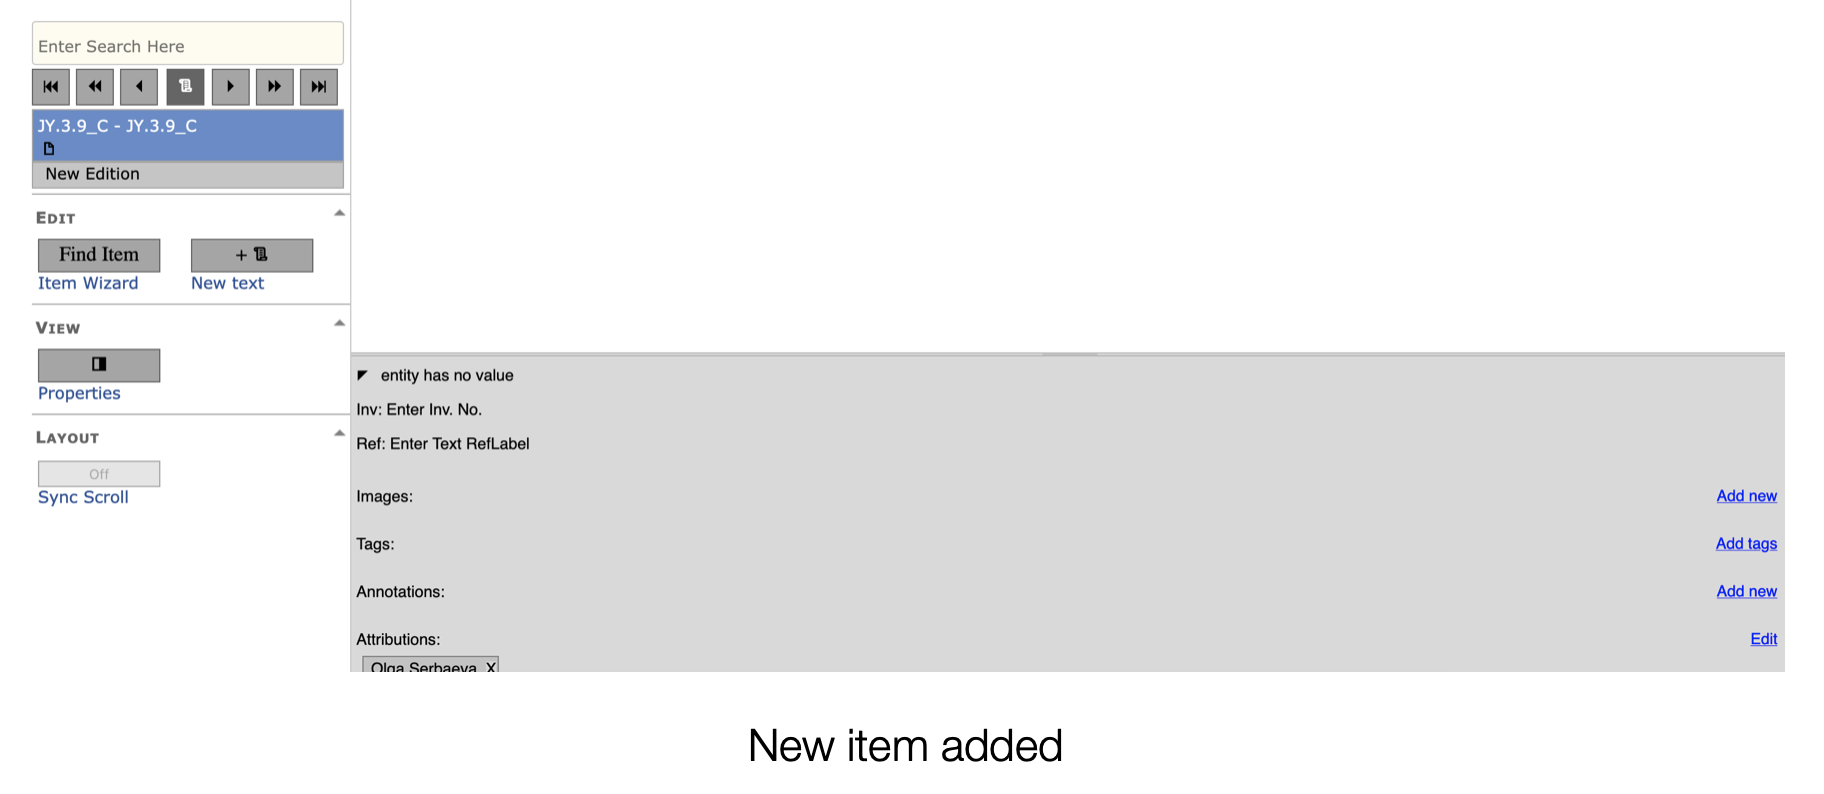 Enter Search Here
JY.3.9_C - JY.3.9_C
New Edition
EDIT
Find Item
+
Item Wizard
New text
VIEW
Properties
LAYOUT
Off
Sync Scroll
entity has no value
Inv: Enter Inv. No.
Ref: Enter Text RefLabel
Images: Add new
Tags: Add tags
Annotations: Add new
Attributions: Edit
Olga Serbaeva X
New item added